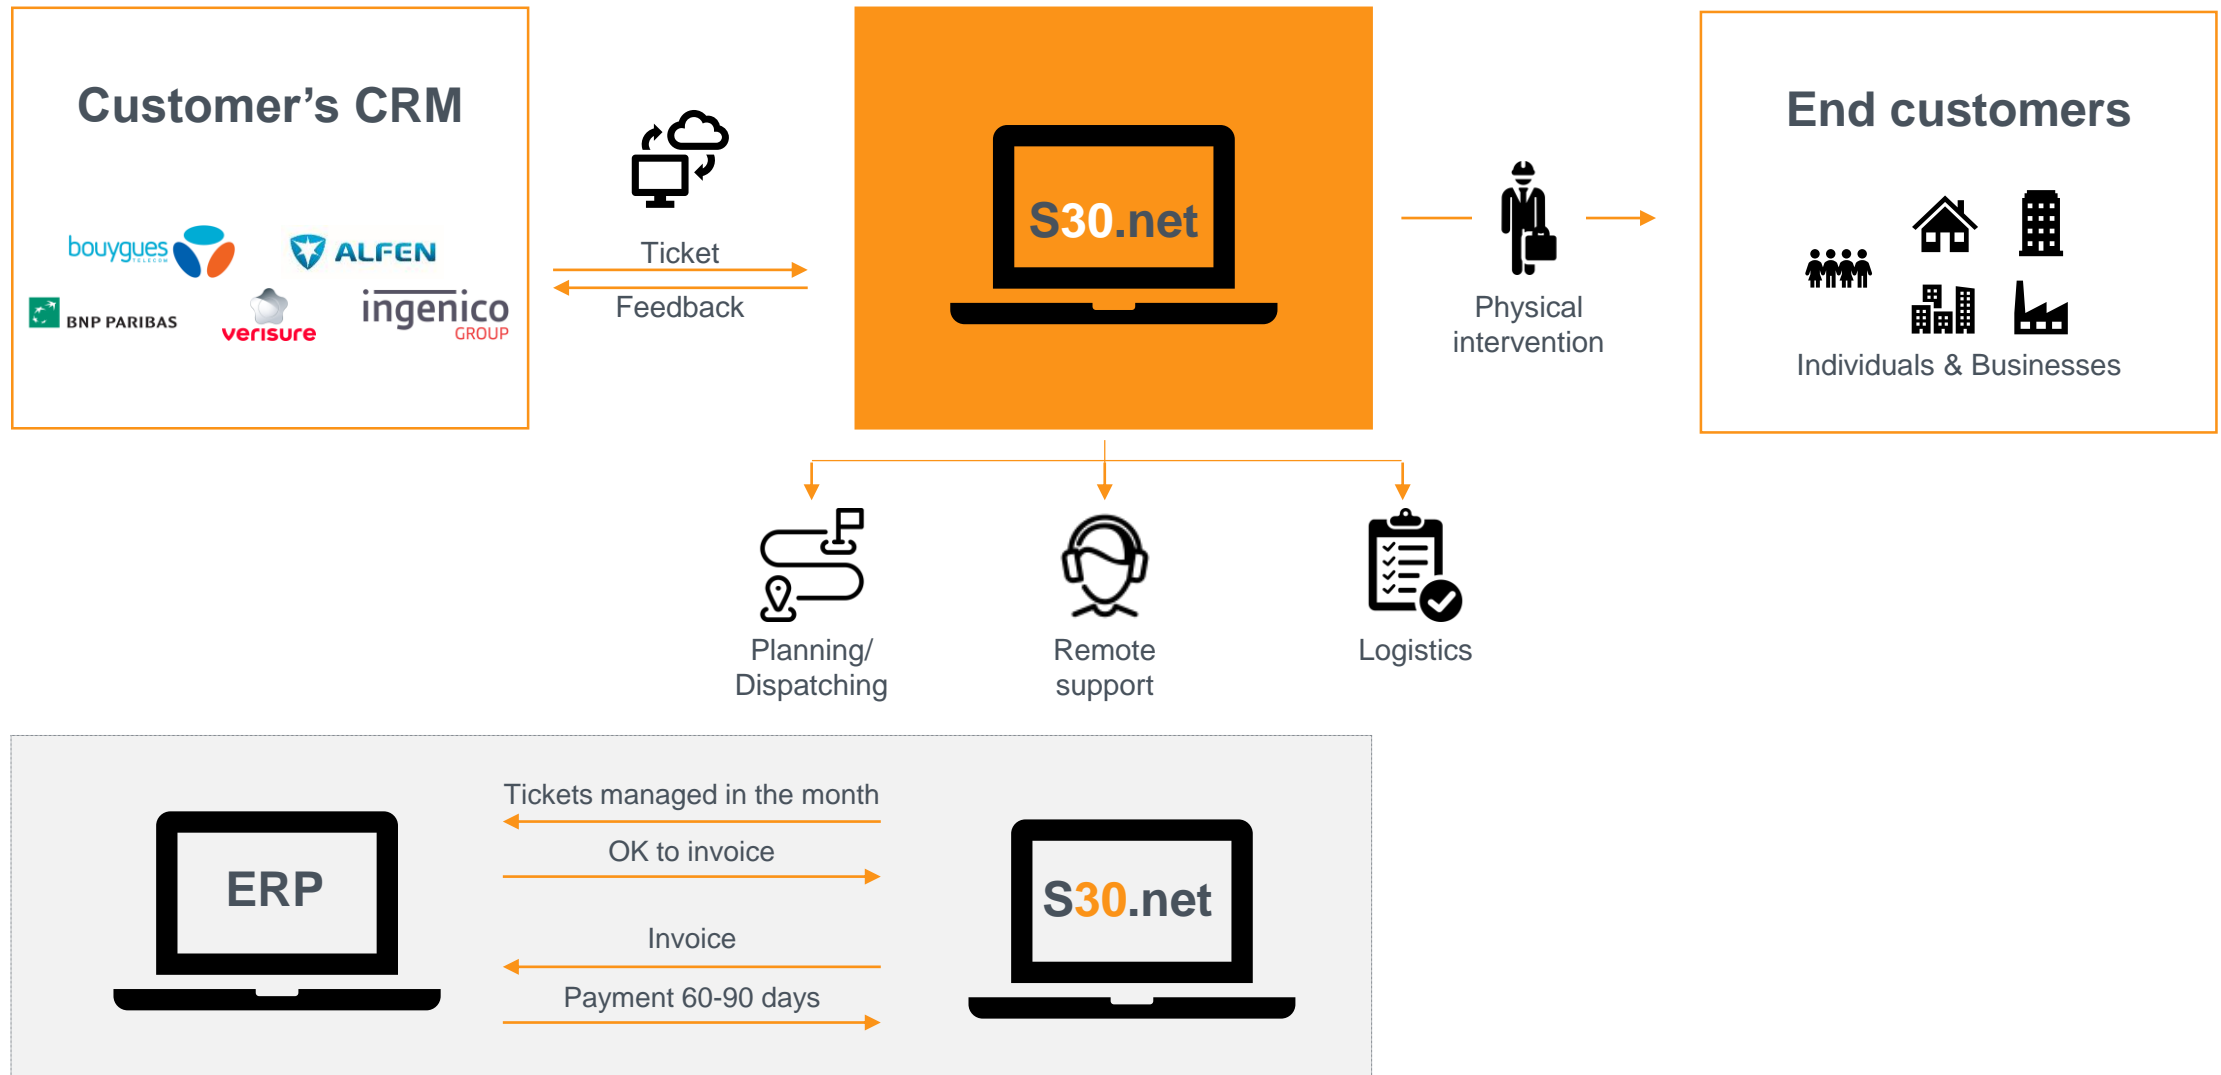 Customer's CRM
bouygues
TELECOM
ALFEN
BNP PARIBAS
verisure
ingenico
GROUP
Ticket
Feedback
S30.net
Physical
intervention
End customers
Individuals & Businesses
Planning/
Dispatching
Remote
support
Logistics
ERP
Tickets managed in the month
OK to invoice
Invoice
Payment 60-90 days
S30.net